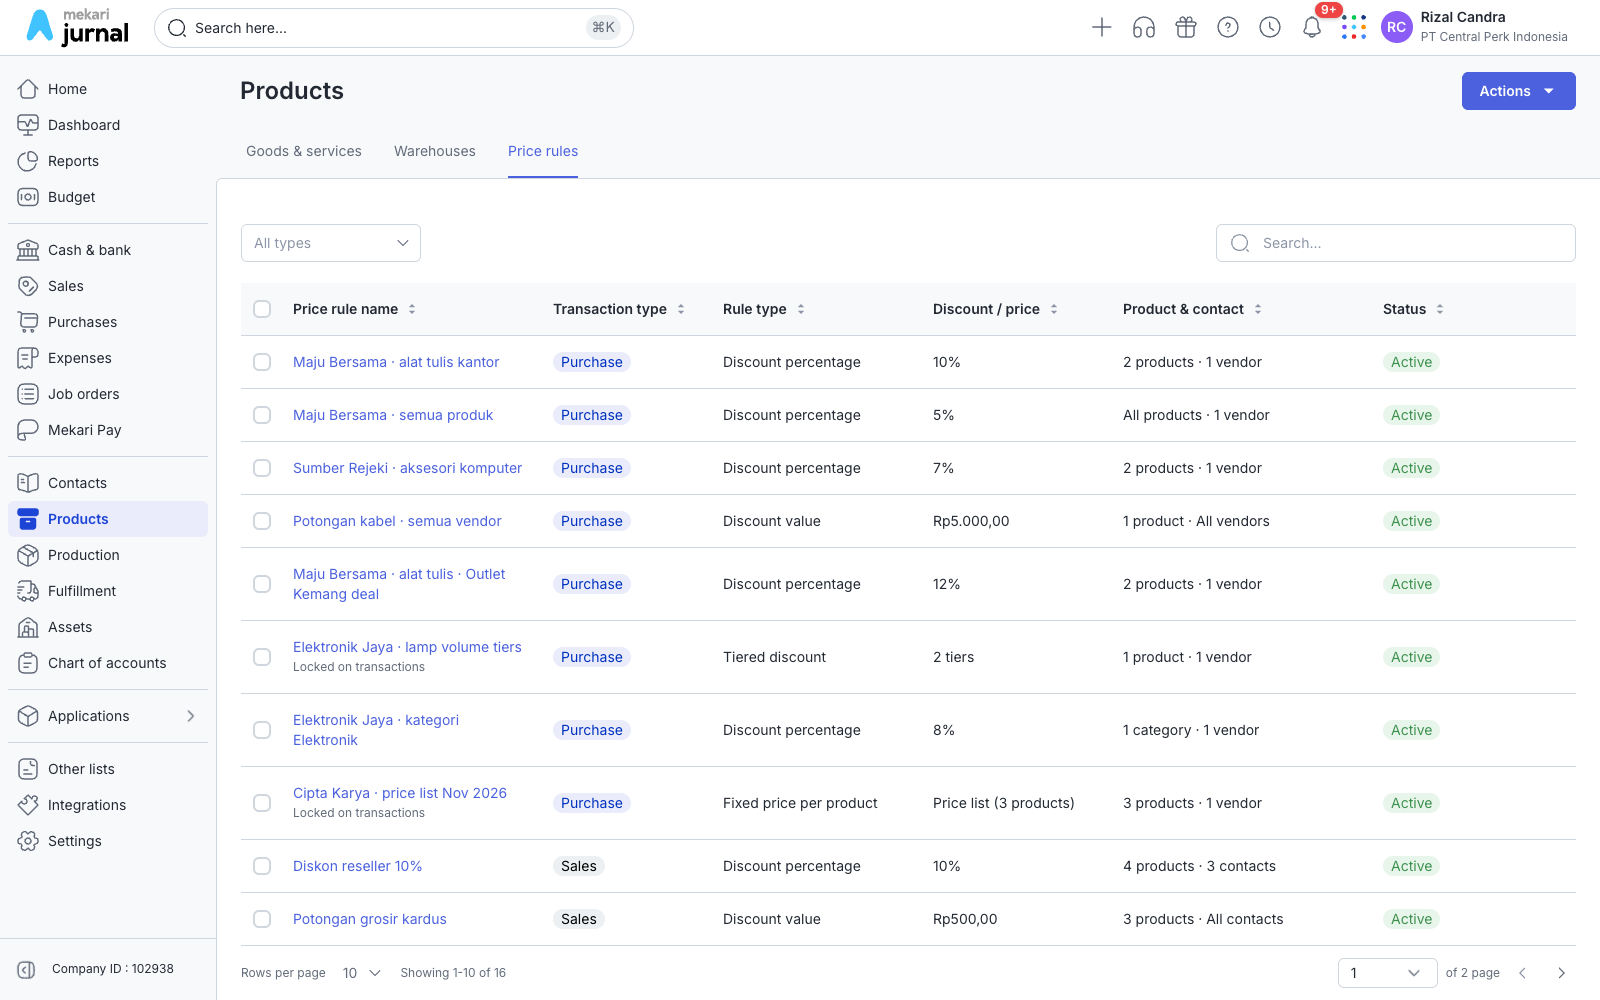 mekari
jurnal
Search here...
⌘K
9+
RC
Rizal Candra
PT Central Perk Indonesia
Home
Dashboard
Reports
Budget
Cash & bank
Sales
Purchases
Expenses
Job orders
Mekari Pay
Contacts
Products
Production
Fulfillment
Assets
Chart of accounts
Applications
Other lists
Integrations
Settings
Company ID : 102938
Products
Actions
Goods & services Warehouses Price rules
All types
Search...
Price rule name Transaction type Rule type Discount / price Product & contact Status
Maju Bersama · alat tulis kantor Purchase Discount percentage 10% 2 products · 1 vendor Active
Maju Bersama · semua produk Purchase Discount percentage 5% All products · 1 vendor Active
Sumber Rejeki · aksesori komputer Purchase Discount percentage 7% 2 products · 1 vendor Active
Potongan kabel · semua vendor Purchase Discount value Rp5.000,00 1 product · All vendors Active
Maju Bersama · alat tulis · Outlet
Kemang deal
Purchase Discount percentage 12% 2 products · 1 vendor Active
Elektronik Jaya · lamp volume tiers
Locked on transactions
Purchase Tiered discount 2 tiers 1 product · 1 vendor Active
Elektronik Jaya · kategori
Elektronik
Purchase Discount percentage 8% 1 category · 1 vendor Active
Cipta Karya · price list Nov 2026
Locked on transactions
Purchase Fixed price per product Price list (3 products) 3 products · 1 vendor Active
Diskon reseller 10% Sales Discount percentage 10% 4 products · 3 contacts Active
Potongan grosir kardus Sales Discount value Rp500,00 3 products · All contacts Active
Rows per page 10 Showing 1-10 of 16
1 of 2 page